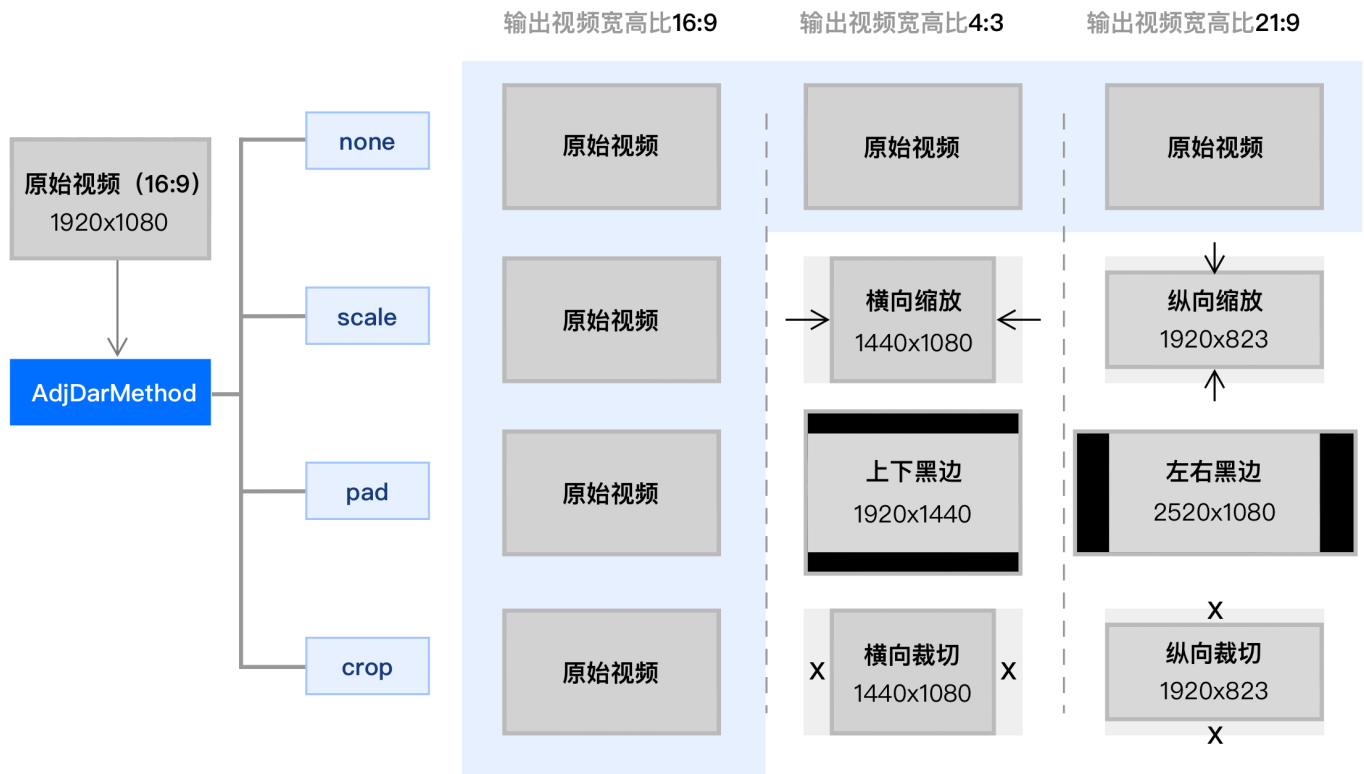 输出视频宽高比16:9
输出视频宽高比4:3
输出视频宽高比21:9
原始视频（16:9）
1920x1080
AdjDarMethod
none
原始视频
原始视频
原始视频
scale
原始视频
横向缩放
1440x1080
纵向缩放
1920x823
pad
原始视频
上下黑边
1920x1440
左右黑边
2520x1080
crop
原始视频
X
横向裁切
1440x1080
X
X
纵向裁切
1920x823
X